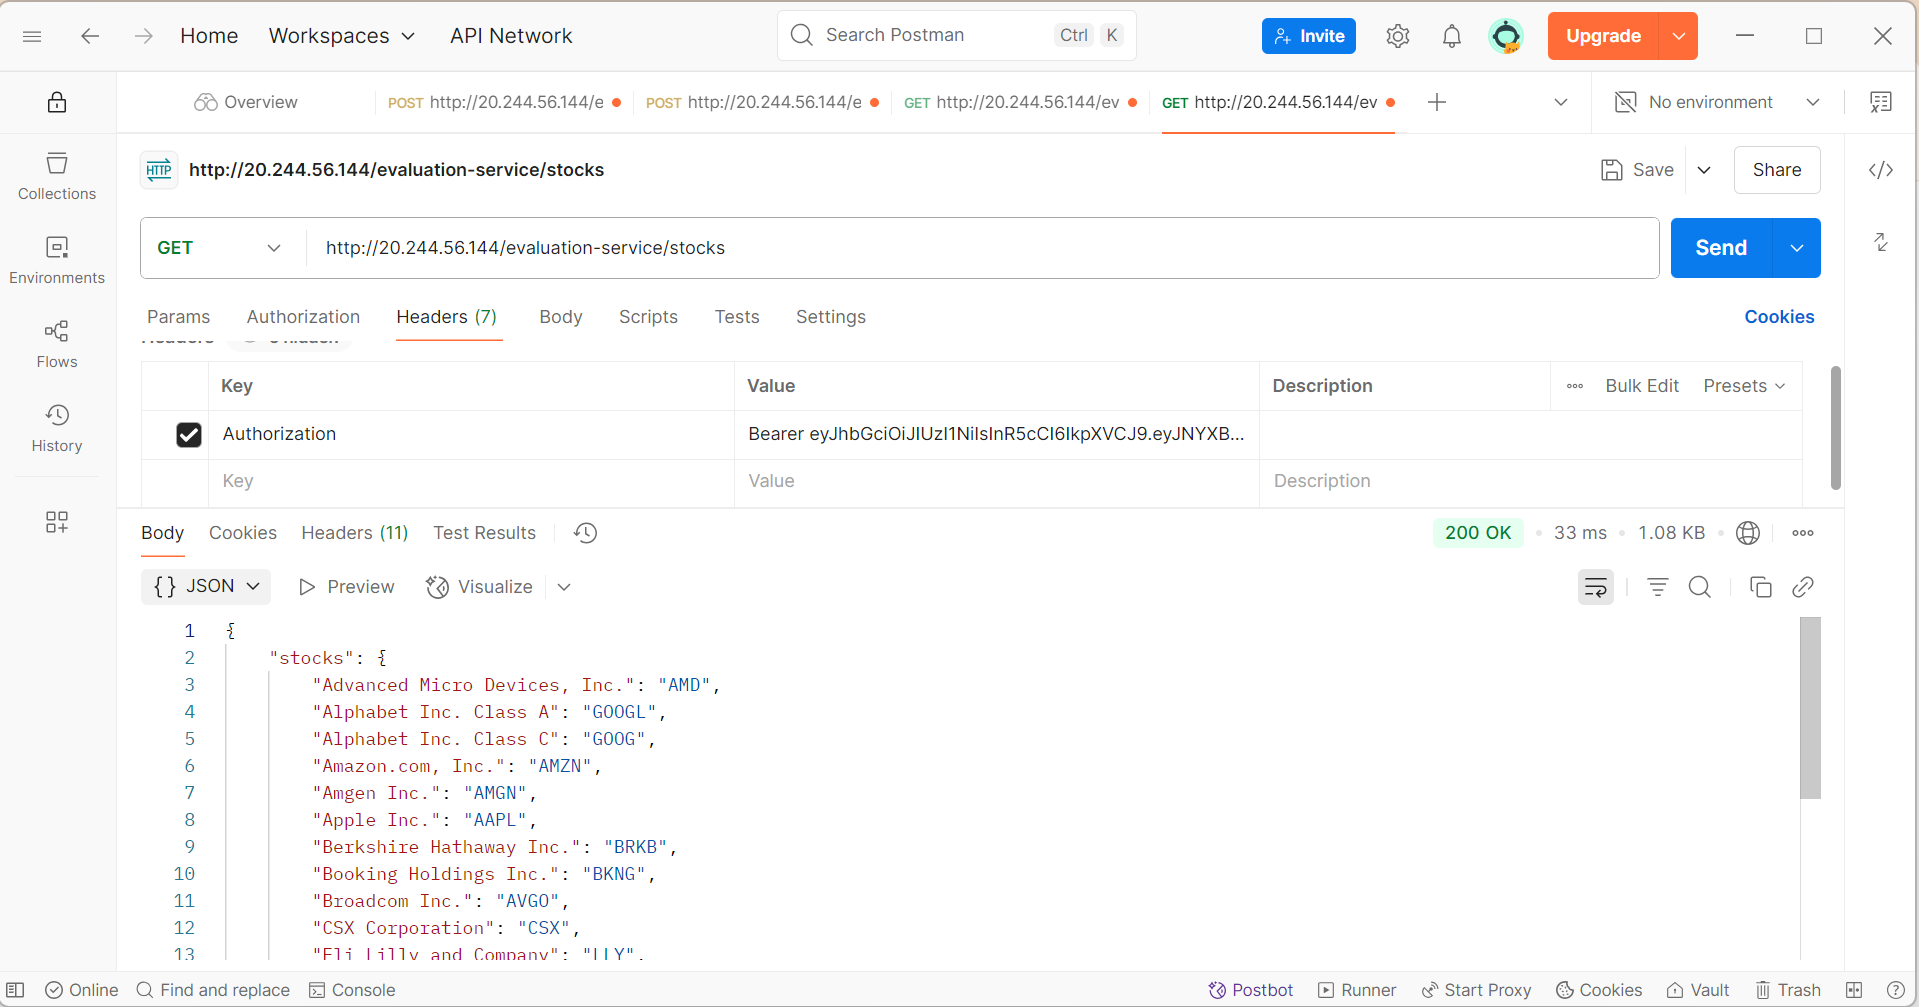 Home Workspaces API Network Search Postman Ctrl K Invite Upgrade
Overview POST http://20.244.56.144/e POST http://20.244.56.144/e GET http://20.244.56.144/ev GET http://20.244.56.144/ev No environment
HTTP http://20.244.56.144/evaluation-service/stocks Save Share
Collections
GET http://20.244.56.144/evaluation-service/stocks Send
Environments
Params Authorization Headers (7) Body Scripts Tests Settings Cookies
Flows
Key Value Description Bulk Edit Presets
Authorization Bearer eyJhbGciOiJIUzI1NiIsInR5cCI6IkpXVCJ9.eyJNYXB...
History
Key Value Description
Body Cookies Headers (11) Test Results 200 OK 33 ms 1.08 KB
{} JSON Preview Visualize
1 {
2 "stocks": {
3 "Advanced Micro Devices, Inc.": "AMD",
4 "Alphabet Inc. Class A": "GOOGL",
5 "Alphabet Inc. Class C": "GOOG",
6 "Amazon.com, Inc.": "AMZN",
7 "Amgen Inc.": "AMGN",
8 "Apple Inc.": "AAPL",
9 "Berkshire Hathaway Inc.": "BRKB",
10 "Booking Holdings Inc.": "BKNG",
11 "Broadcom Inc.": "AVGO",
12 "CSX Corporation": "CSX",
13 "Eli Lilly and Company": "LLY",
Online Find and replace Console Postbot Runner Start Proxy Cookies Vault Trash